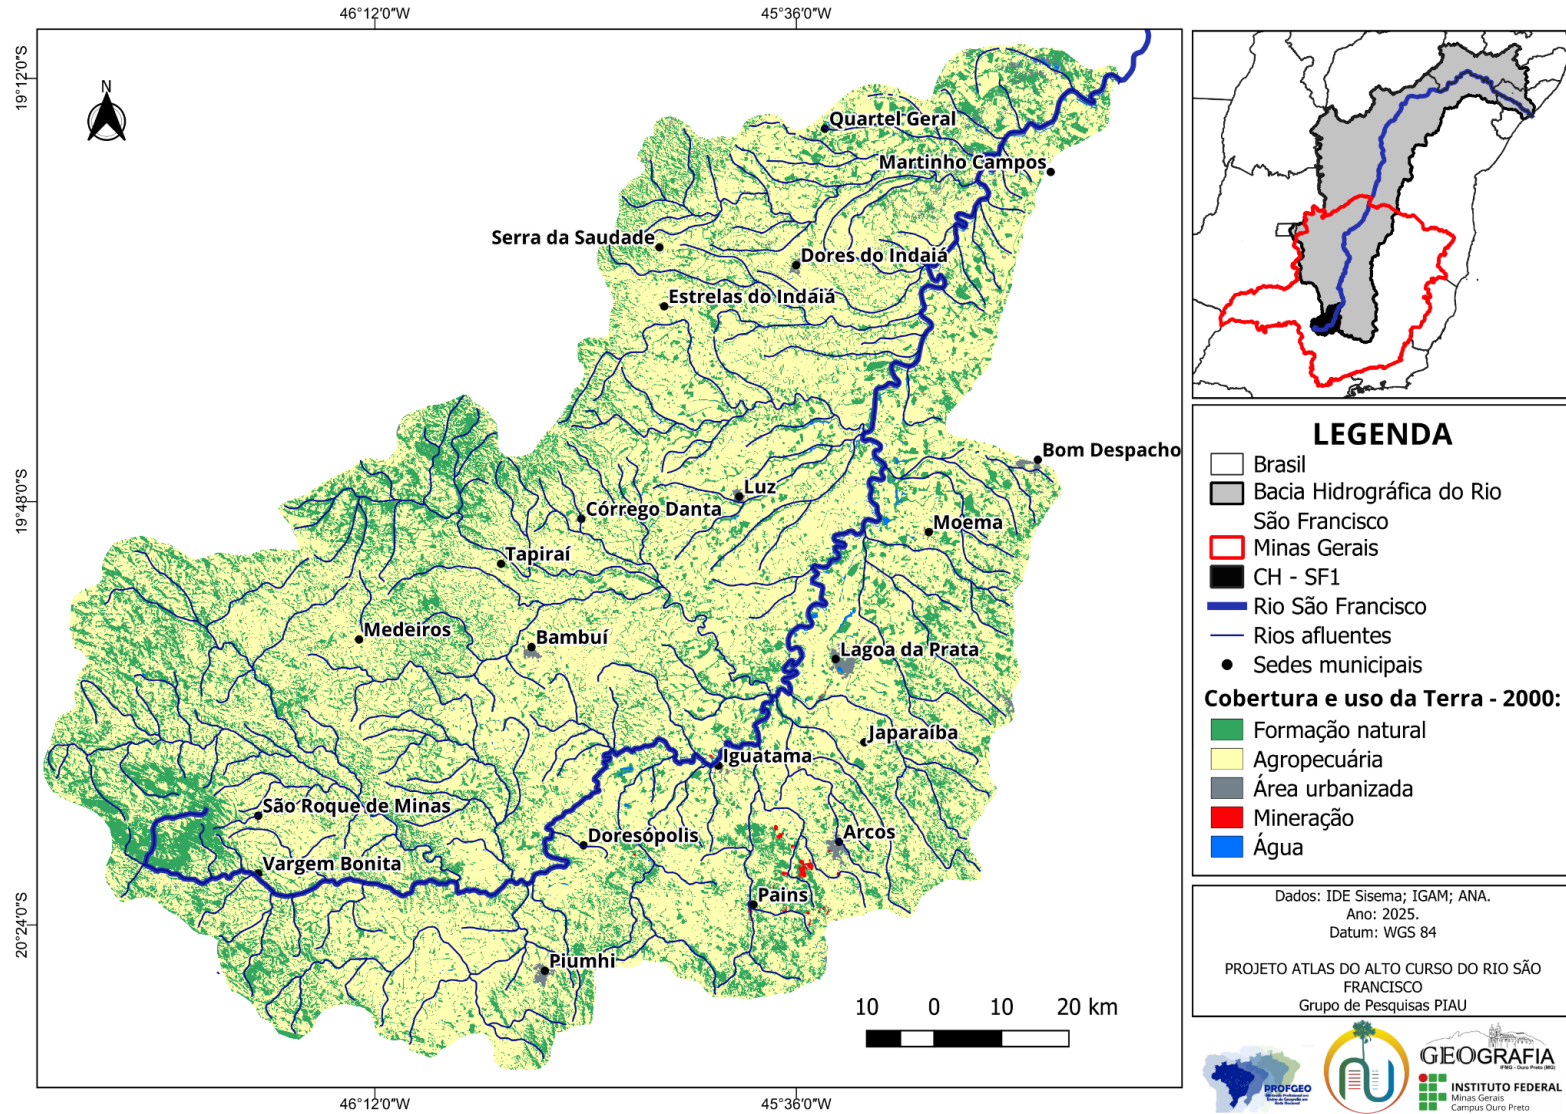 46°12′0″W
45°36′0″W
19°12′0″S
19°48′0″S
20°24′0″S
N
Quartel Geral
Martinho Campos
Serra da Saudade
Dores do Indaiá
Estrelas do Indaiá
Bom Despacho
Luz
Córrego Danta
Moema
Tapiraí
Medeiros
Bambuí
Lagoa da Prata
Japaraíba
Iguatama
São Roque de Minas
Doresópolis
Arcos
Vargem Bonita
Pains
Piumhi
10 0 10 20 km
46°12′0″W
45°36′0″W
LEGENDA
Brasil
Bacia Hidrográfica do Rio
São Francisco
Minas Gerais
CH - SF1
Rio São Francisco
Rios afluentes
Sedes municipais
Cobertura e uso da Terra - 2000:
Formação natural
Agropecuária
Área urbanizada
Mineração
Água
Dados: IDE Sisema; IGAM; ANA.
Ano: 2025.
Datum: WGS 84
PROJETO ATLAS DO ALTO CURSO DO RIO SÃO
FRANCISCO
Grupo de Pesquisas PIAU
PROFGEO
GEOGRAFIA
IFMG - Ouro Preto (MG)
INSTITUTO FEDERAL
Minas Gerais
Campus Ouro Preto